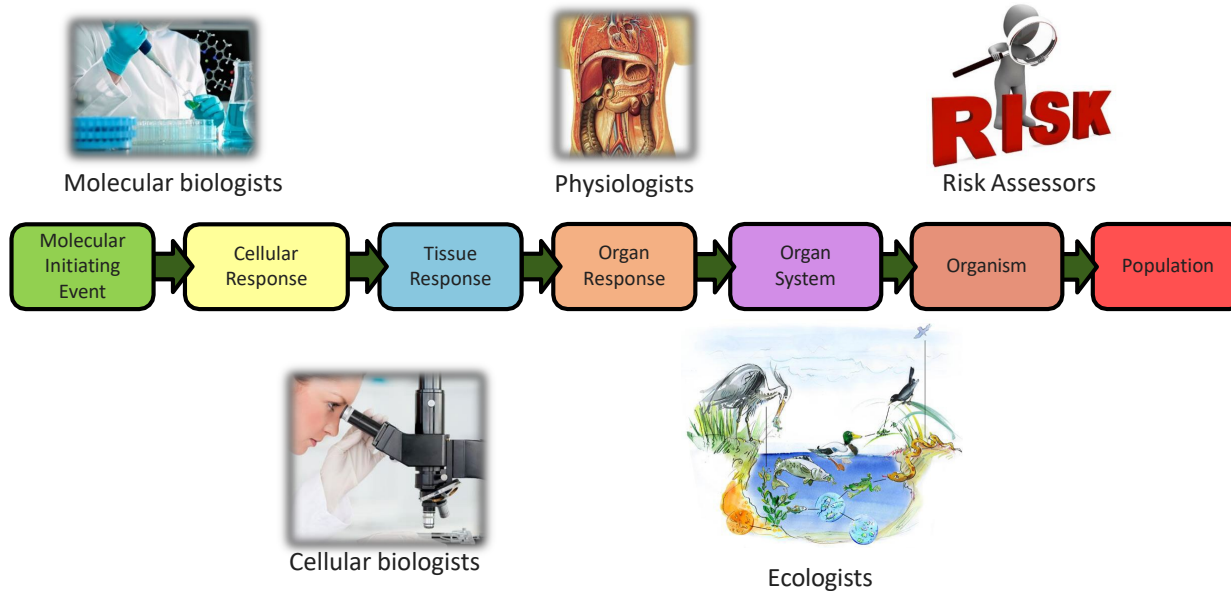 RISK
Molecular biologists
Physiologists
Risk Assessors
Molecular
Initiating
Event
Cellular
Response
Tissue
Response
Organ
Response
Organ
System
Organism
Population
Cellular biologists
Ecologists